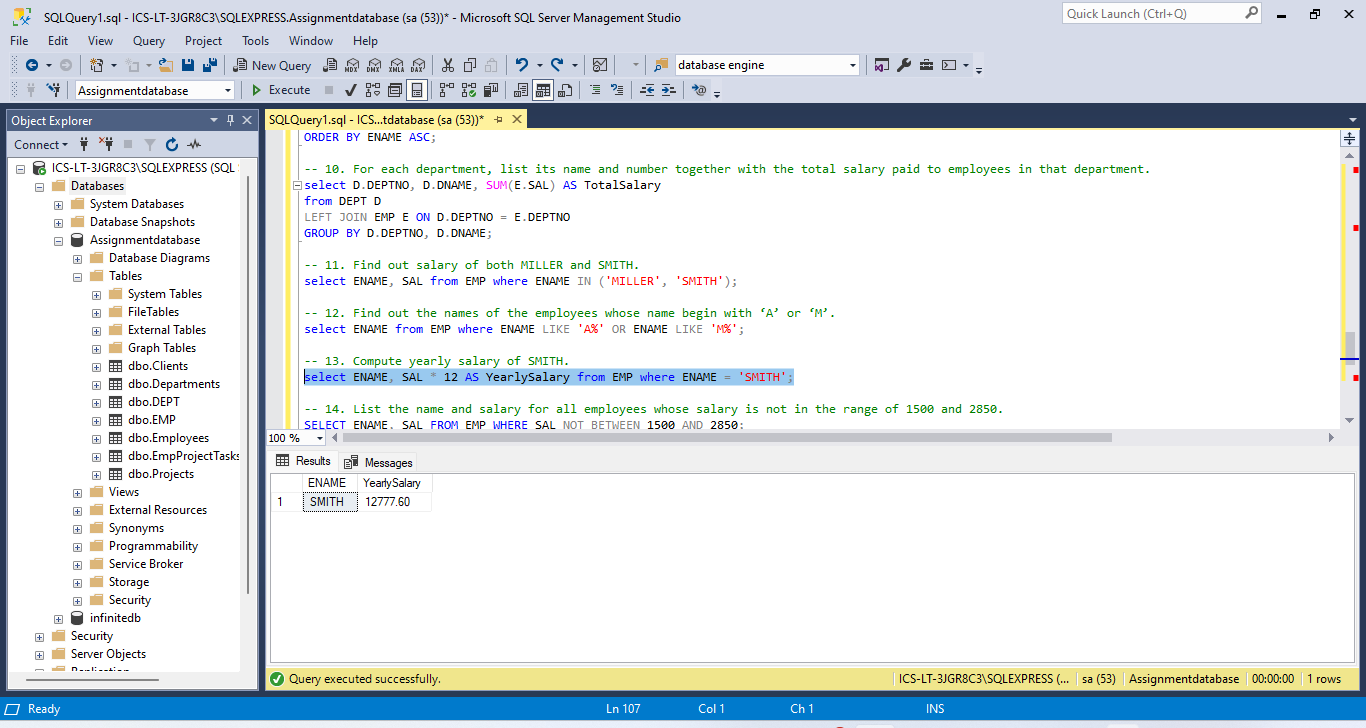 SQLQuery1.sql - ICS-LT-3JGR8C3\SQLEXPRESS.Assignmentdatabase (sa (53))* - Microsoft SQL Server Management Studio
Quick Launch (Ctrl+Q)
File Edit View Query Project Tools Window Help
New Query MDX DMX XMLA DAX
database engine
Assignmentdatabase
Execute
Object Explorer
Connect
ICS-LT-3JGR8C3\SQLEXPRESS (SQL
Databases
System Databases
Database Snapshots
Assignmentdatabase
Database Diagrams
Tables
System Tables
FileTables
External Tables
Graph Tables
dbo.Clients
dbo.Departments
dbo.DEPT
dbo.EMP
dbo.Employees
dbo.EmpProjectTasks
dbo.Projects
Views
External Resources
Synonyms
Programmability
Service Broker
Storage
Security
infinitedb
Security
Server Objects
Replication
SQLQuery1.sql - ICS...tdatabase (sa (53))*
ORDER BY ENAME ASC;
-- 10. For each department, list its name and number together with the total salary paid to employees in that department.
select D.DEPTNO, D.DNAME, SUM(E.SAL) AS TotalSalary
from DEPT D
LEFT JOIN EMP E ON D.DEPTNO = E.DEPTNO
GROUP BY D.DEPTNO, D.DNAME;
-- 11. Find out salary of both MILLER and SMITH.
select ENAME, SAL from EMP where ENAME IN ('MILLER', 'SMITH');
-- 12. Find out the names of the employees whose name begin with ‘A’ or ‘M’.
select ENAME from EMP where ENAME LIKE 'A%' OR ENAME LIKE 'M%';
-- 13. Compute yearly salary of SMITH.
select ENAME, SAL * 12 AS YearlySalary from EMP where ENAME = 'SMITH';
-- 14. List the name and salary for all employees whose salary is not in the range of 1500 and 2850.
SELECT ENAME, SAL FROM EMP WHERE SAL NOT BETWEEN 1500 AND 2850;
100 %
Results Messages
ENAME YearlySalary
1 SMITH 12777.60
Query executed successfully.
ICS-LT-3JGR8C3\SQLEXPRESS (... sa (53) Assignmentdatabase 00:00:00 1 rows
Ready Ln 107 Col 1 Ch 1 INS